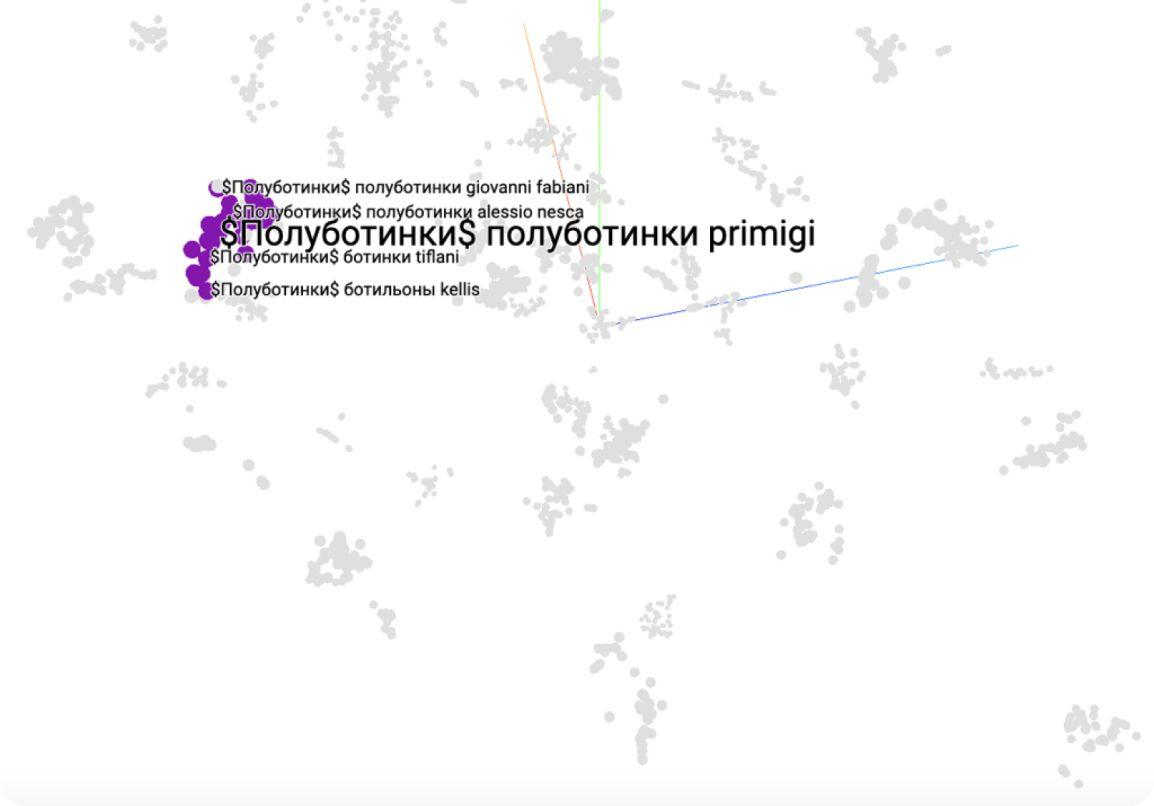 $Полуботинки$ полуботинки giovanni fabiani
$Полуботинки$ полуботинки alessio nesca
$Полуботинки$ полуботинки primigi
$Полуботинки$ ботинки tiflani
$Полуботинки$ ботильоны kellis